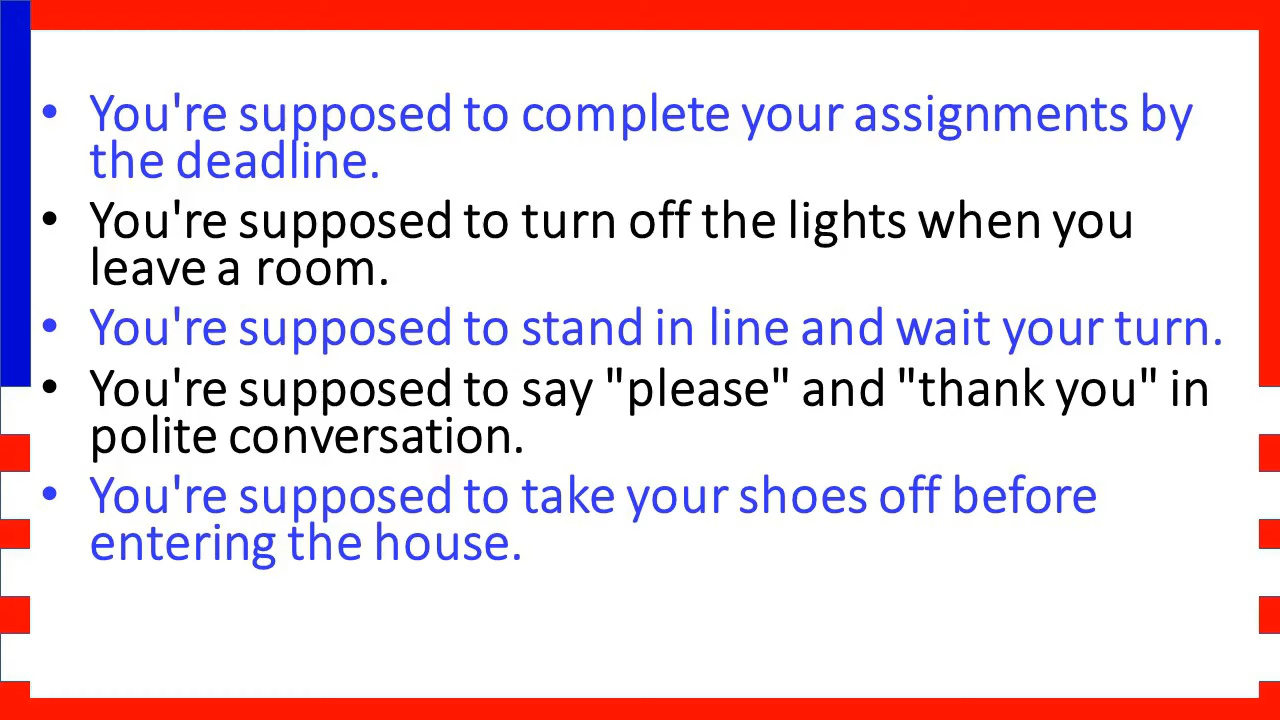 • You're supposed to complete your assignments by
the deadline.
• You're supposed to turn off the lights when you
leave a room.
• You're supposed to stand in line and wait your turn.
• You're supposed to say "please" and "thank you" in
polite conversation.
• You're supposed to take your shoes off before
entering the house.